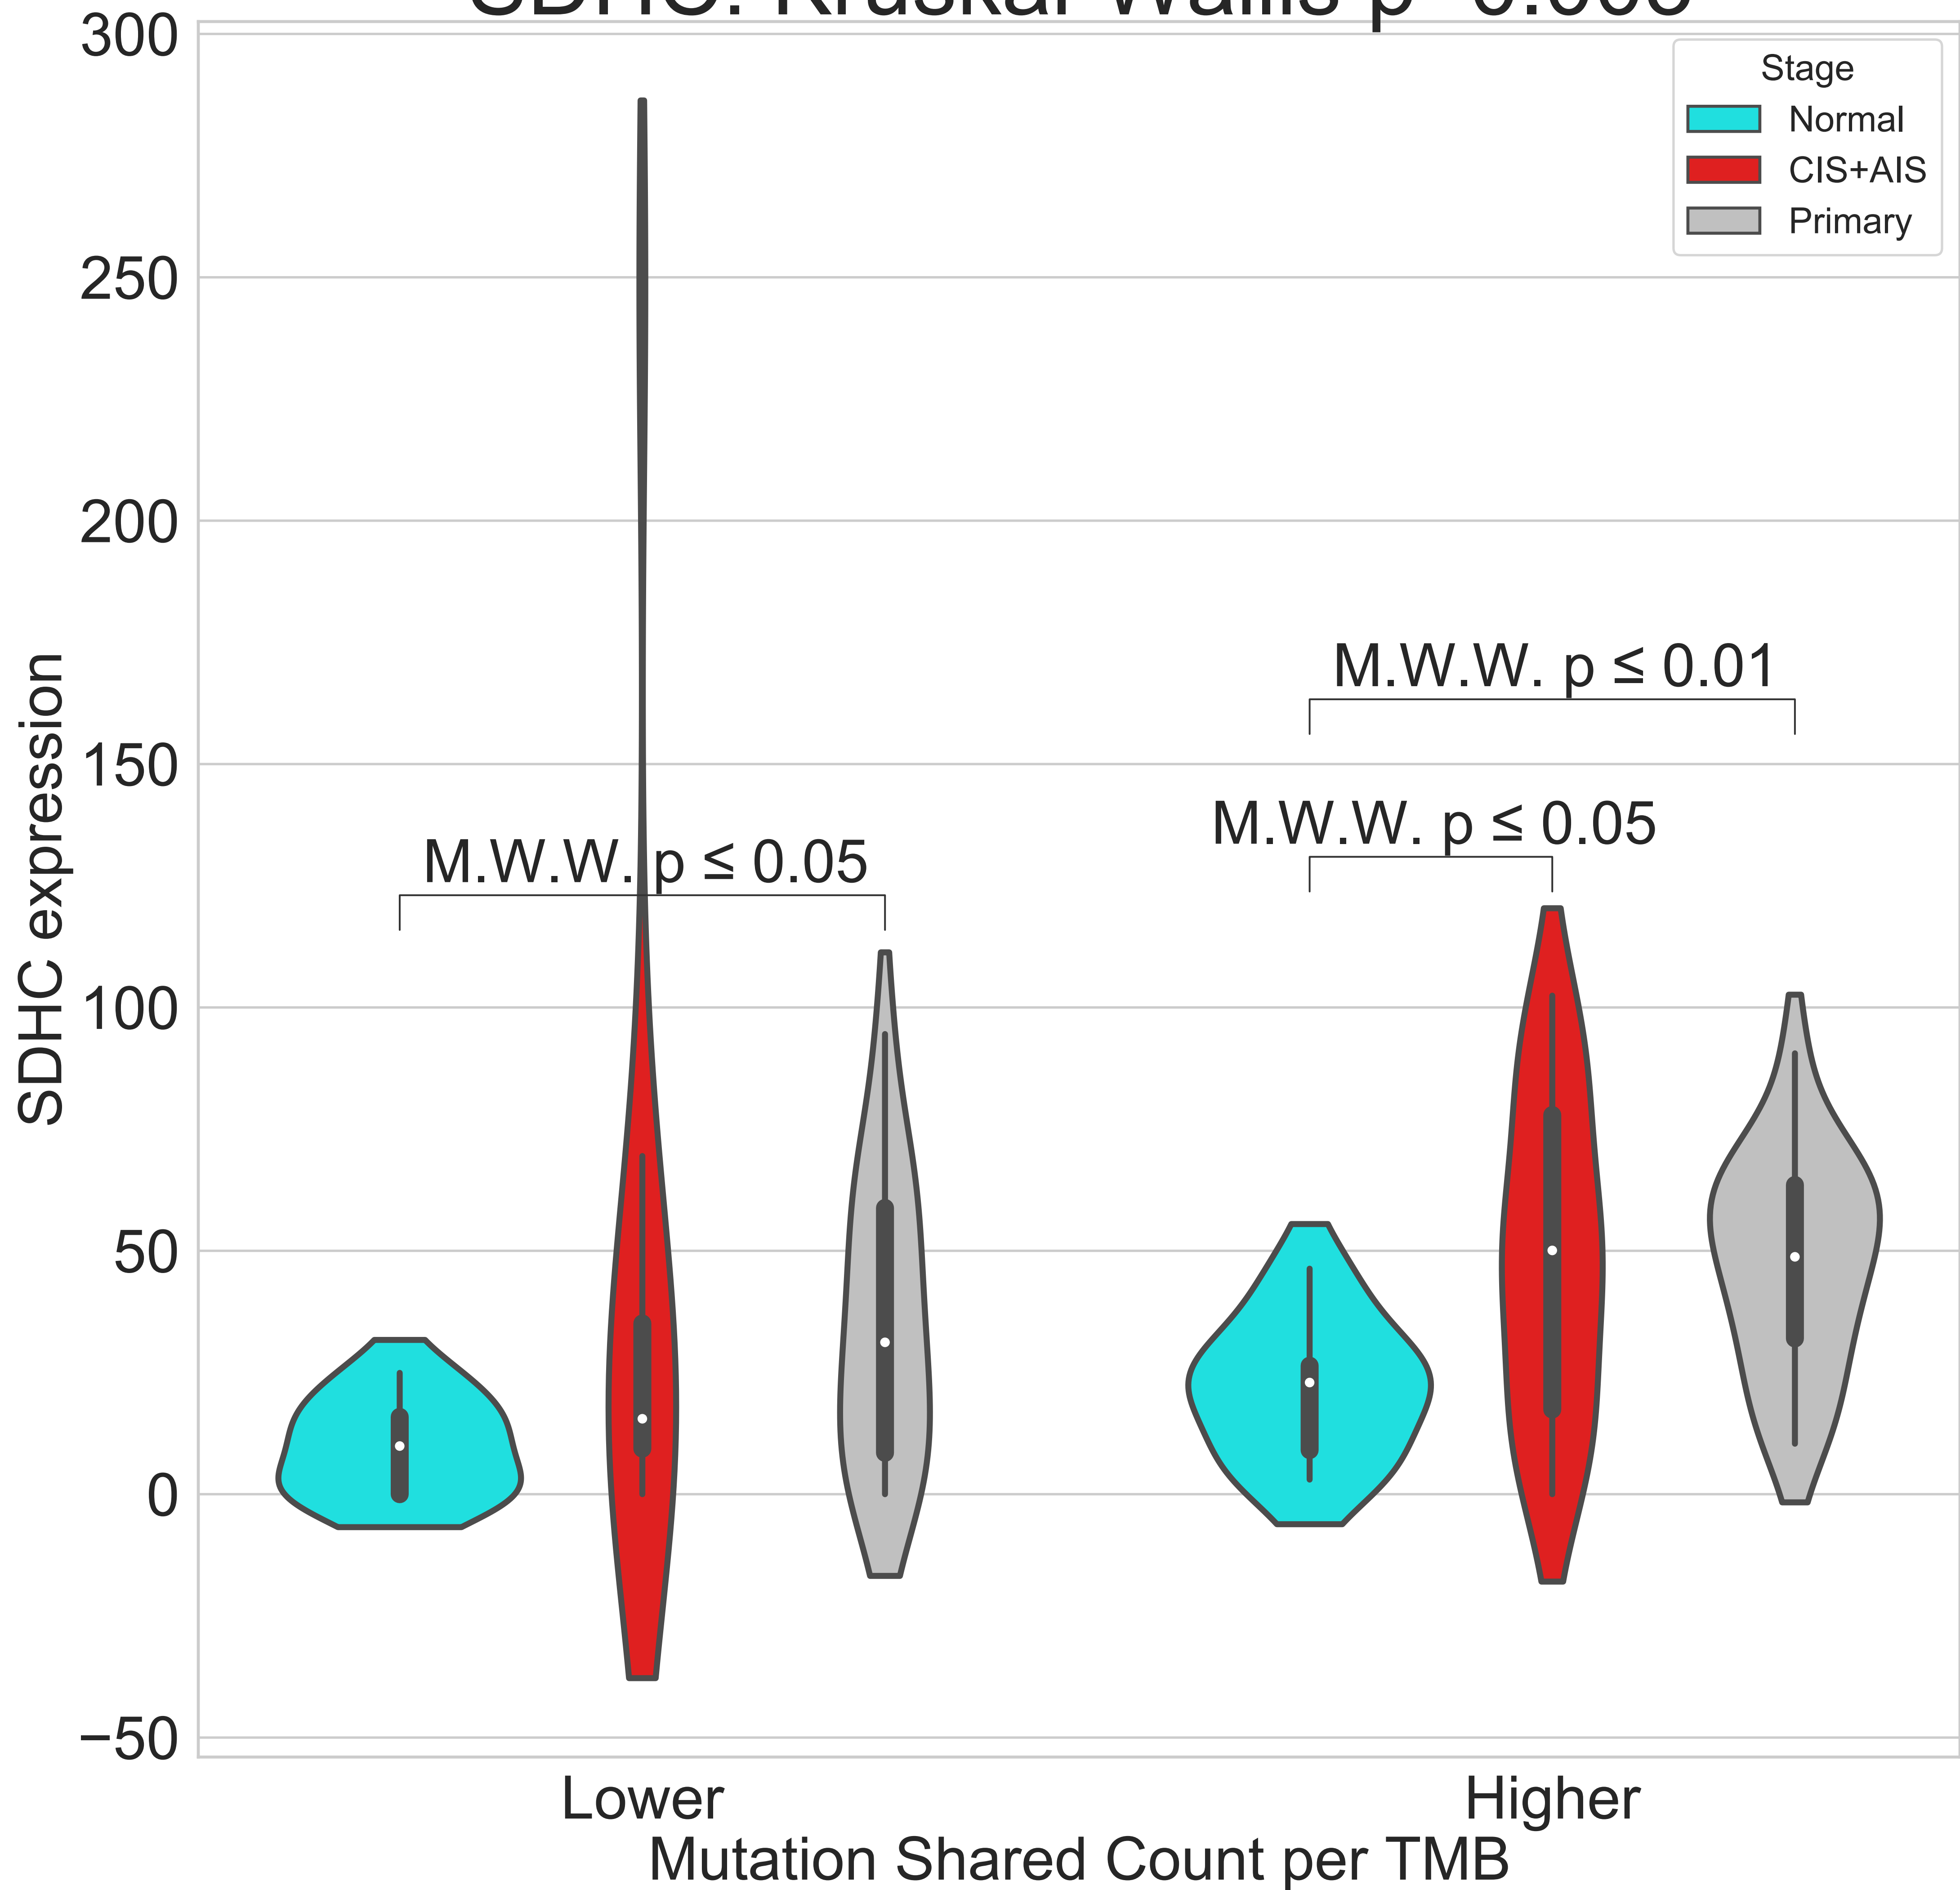 300
250
200
150
100
50
0
−50
SDHC expression
Stage
Normal
CIS+AIS
Primary
M.W.W. p ≤ 0.01
M.W.W. p ≤ 0.05
M.W.W. p ≤ 0.05
Lower
Higher
Mutation Shared Count per TMB